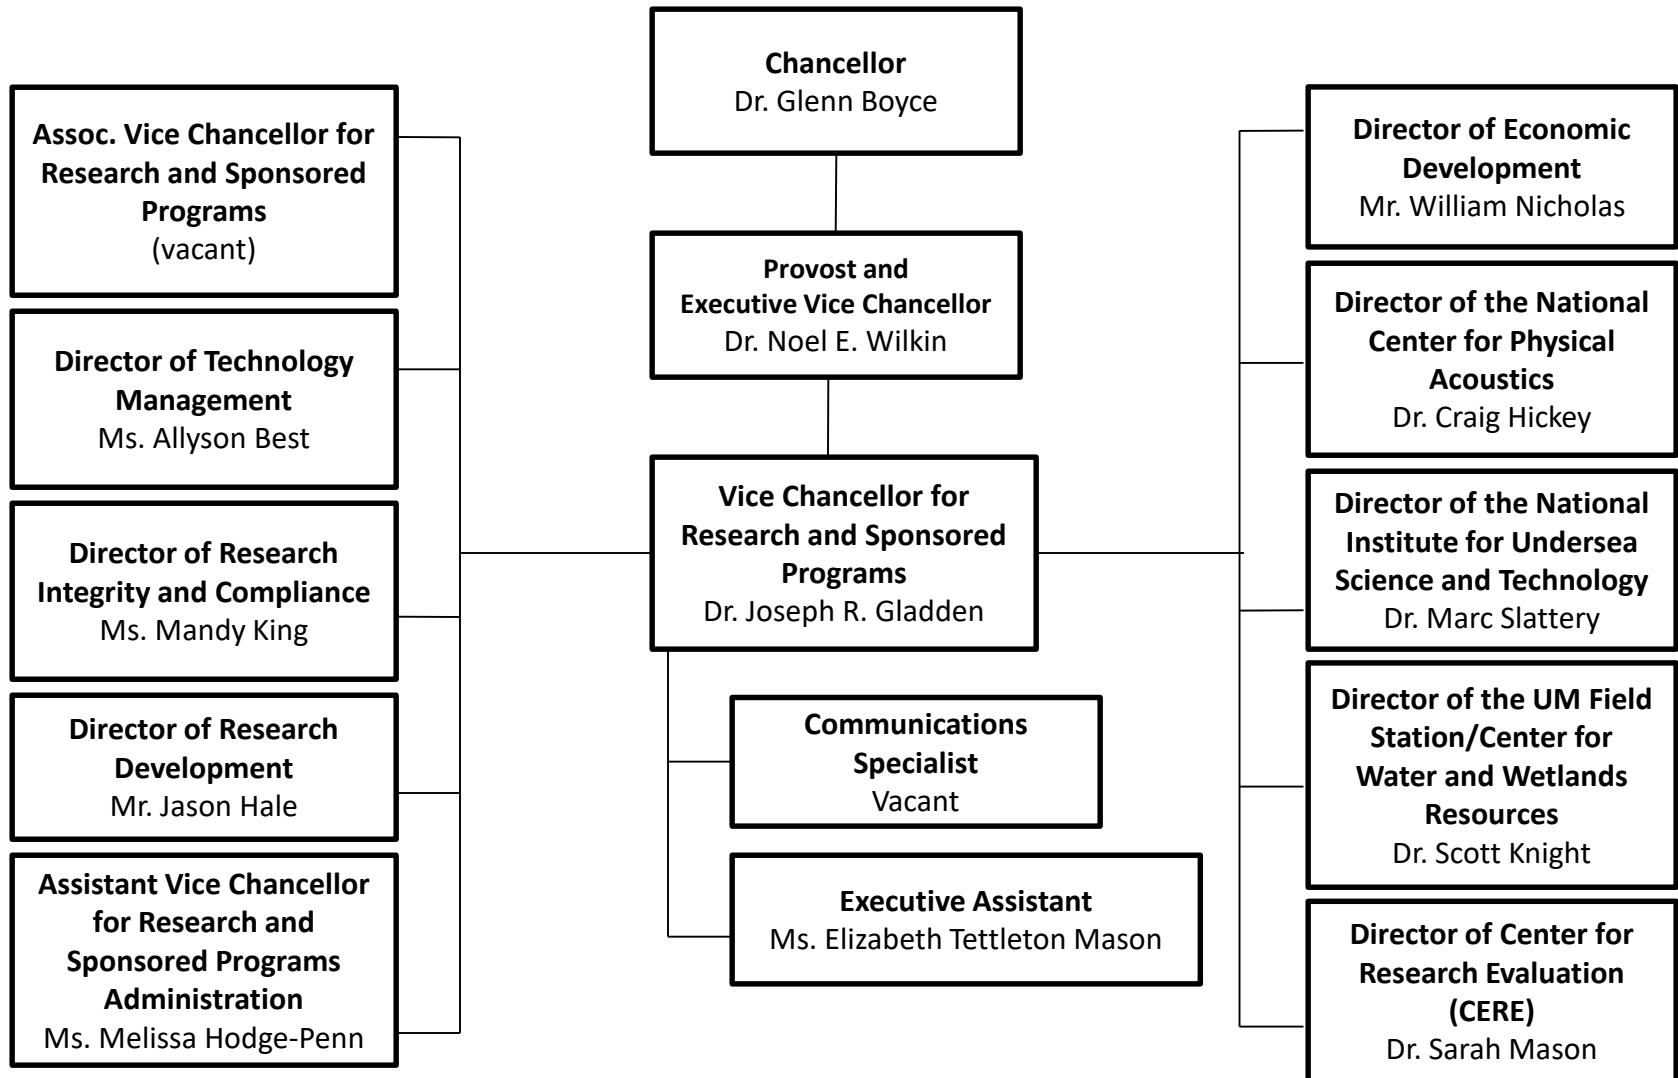 Chancellor
Dr. Glenn Boyce
Provost and
Executive Vice Chancellor
Dr. Noel E. Wilkin
Vice Chancellor for
Research and Sponsored
Programs
Dr. Joseph R. Gladden
Communications
Specialist
Vacant
Executive Assistant
Ms. Elizabeth Tettleton Mason
Assoc. Vice Chancellor for
Research and Sponsored
Programs
(vacant)
Director of Technology
Management
Ms. Allyson Best
Director of Research
Integrity and Compliance
Ms. Mandy King
Director of Research
Development
Mr. Jason Hale
Assistant Vice Chancellor
for Research and
Sponsored Programs
Administration
Ms. Melissa Hodge-Penn
Director of Economic
Development
Mr. William Nicholas
Director of the National
Center for Physical
Acoustics
Dr. Craig Hickey
Director of the National
Institute for Undersea
Science and Technology
Dr. Marc Slattery
Director of the UM Field
Station/Center for
Water and Wetlands
Resources
Dr. Scott Knight
Director of Center for
Research Evaluation
(CERE)
Dr. Sarah Mason